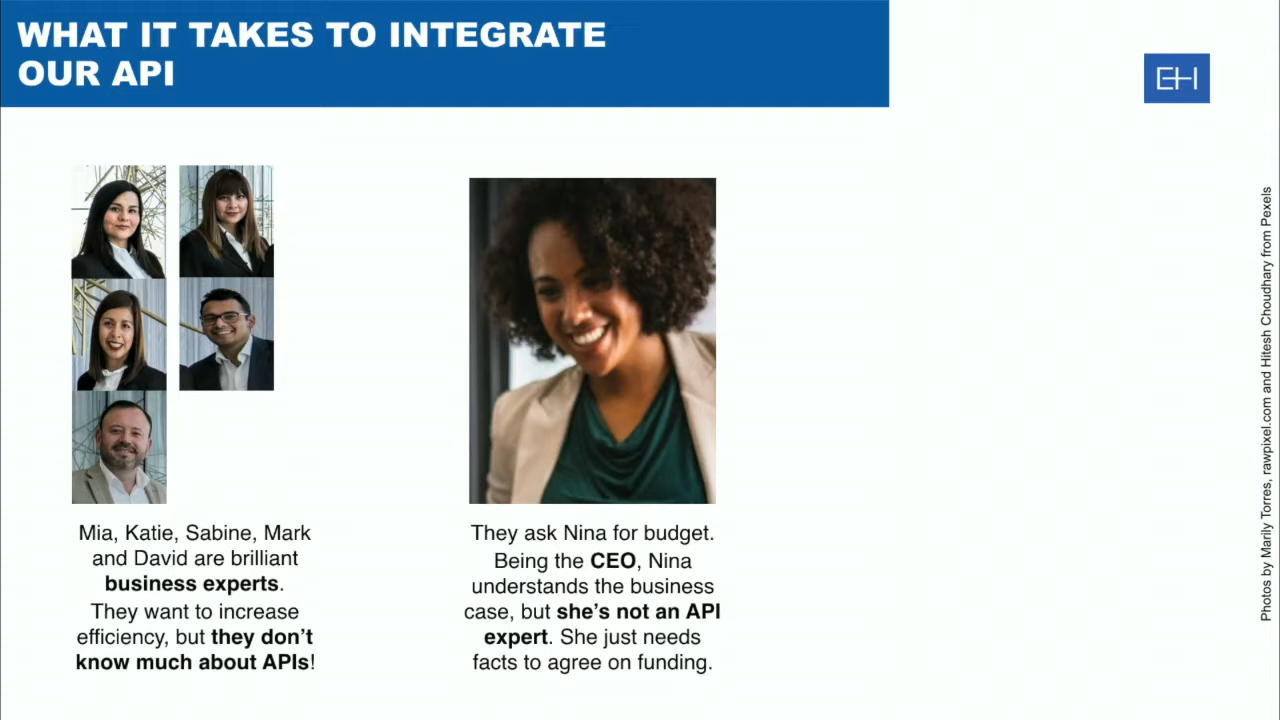 WHAT IT TAKES TO INTEGRATE
OUR API
EH
Mia, Katie, Sabine, Mark
and David are brilliant
business experts.
They want to increase
efficiency, but they don’t
know much about APIs!
They ask Nina for budget.
Being the CEO, Nina
understands the business
case, but she’s not an API
expert. She just needs
facts to agree on funding.
Photos by Marily Torres, rawpixel.com and Hitesh Choudhary from Pexels